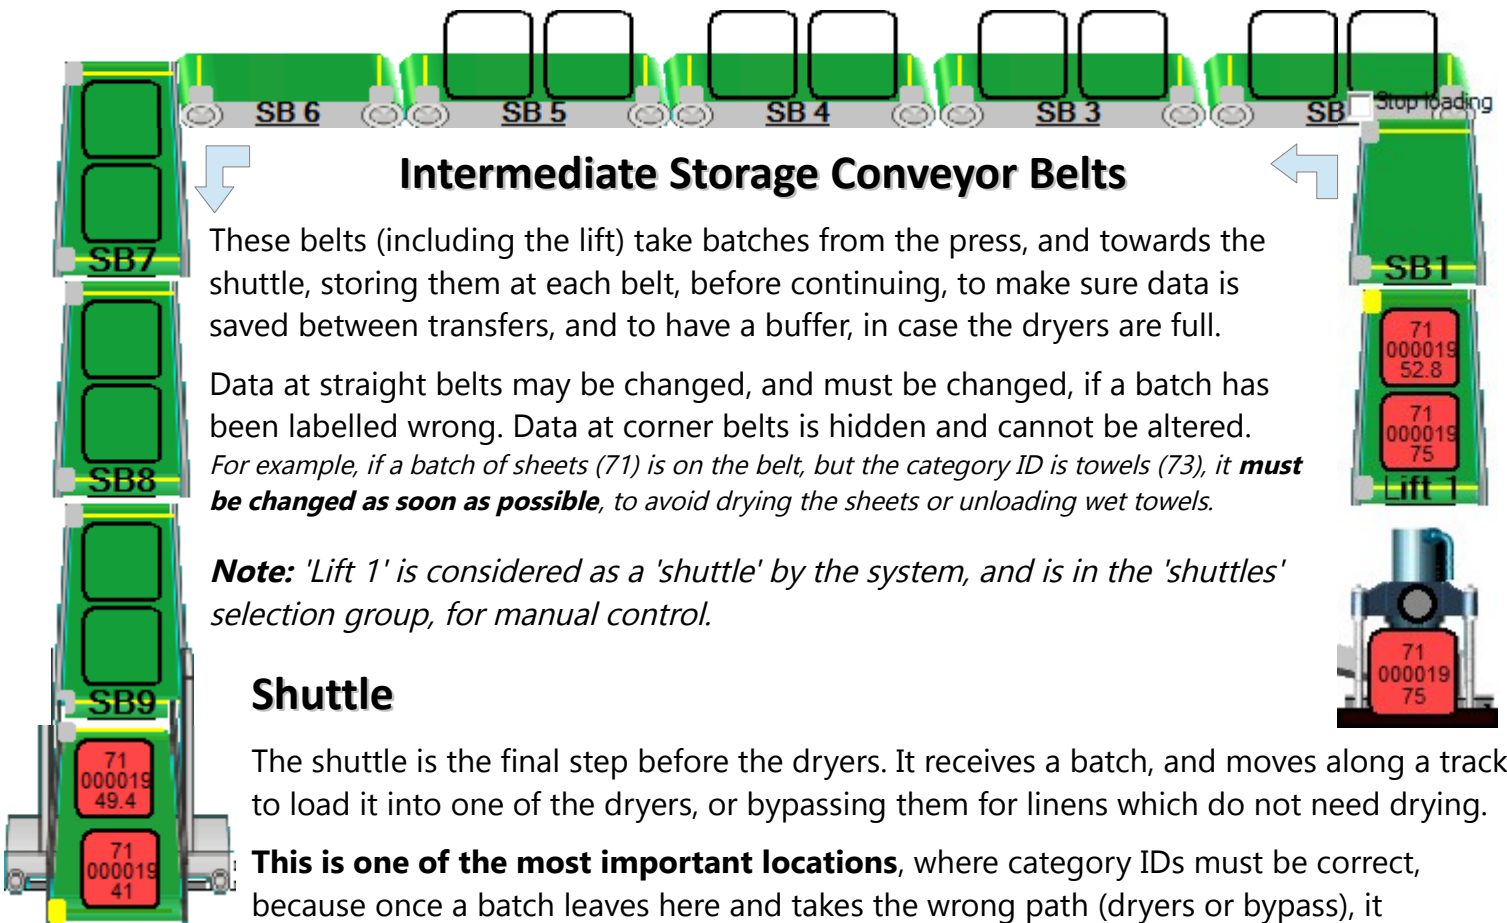 SB 6
SB 5
SB 4
SB 3
SB
Stop loading
Intermediate Storage Conveyor Belts
SB7
SB1
These belts (including the lift) take batches from the press, and towards the
shuttle, storing them at each belt, before continuing, to make sure data is
saved between transfers, and to have a buffer, in case the dryers are full.
71
000019
52.8
Data at straight belts may be changed, and must be changed, if a batch has
been labelled wrong. Data at corner belts is hidden and cannot be altered.
71
000019
75
For example, if a batch of sheets (71) is on the belt, but the category ID is towels (73), it must
be changed as soon as possible, to avoid drying the sheets or unloading wet towels.
SB8
Lift 1
Note: 'Lift 1' is considered as a 'shuttle' by the system, and is in the 'shuttles'
selection group, for manual control.
71
000019
75
Shuttle
SB9
The shuttle is the final step before the dryers. It receives a batch, and moves along a track
to load it into one of the dryers, or bypassing them for linens which do not need drying.
71
000019
49.4
This is one of the most important locations, where category IDs must be correct,
because once a batch leaves here and takes the wrong path (dryers or bypass), it
71
000019
41